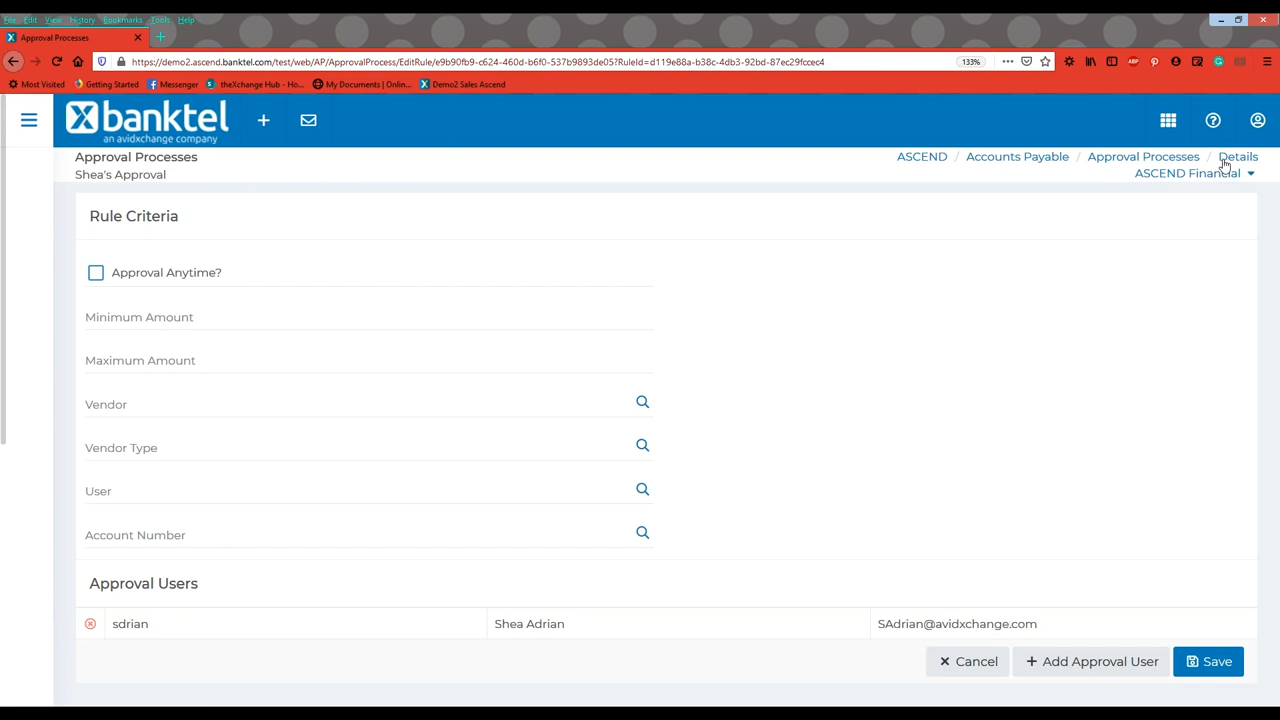 File Edit View History Bookmarks Tools Help
Approval Processes
https://demo2.ascend.banktel.com/test/web/AP/ApprovalProcess/EditRule/e9b90fb9-c624-460d-b6f0-537b9893de05?RuleId=d119e88a-b38c-4db3-92bd-87ec29fccec4 133%
Most Visited Getting Started Messenger theXchange Hub - Ho... My Documents | Onlin... Demo2 Sales Ascend
banktel
an avidxchange company
Approval Processes
ASCEND / Accounts Payable / Approval Processes / Details
Shea's Approval
ASCEND Financial
Rule Criteria
Approval Anytime?
Minimum Amount
Maximum Amount
Vendor
Vendor Type
User
Account Number
Approval Users
sdrian Shea Adrian SAdrian@avidxchange.com
Cancel + Add Approval User Save